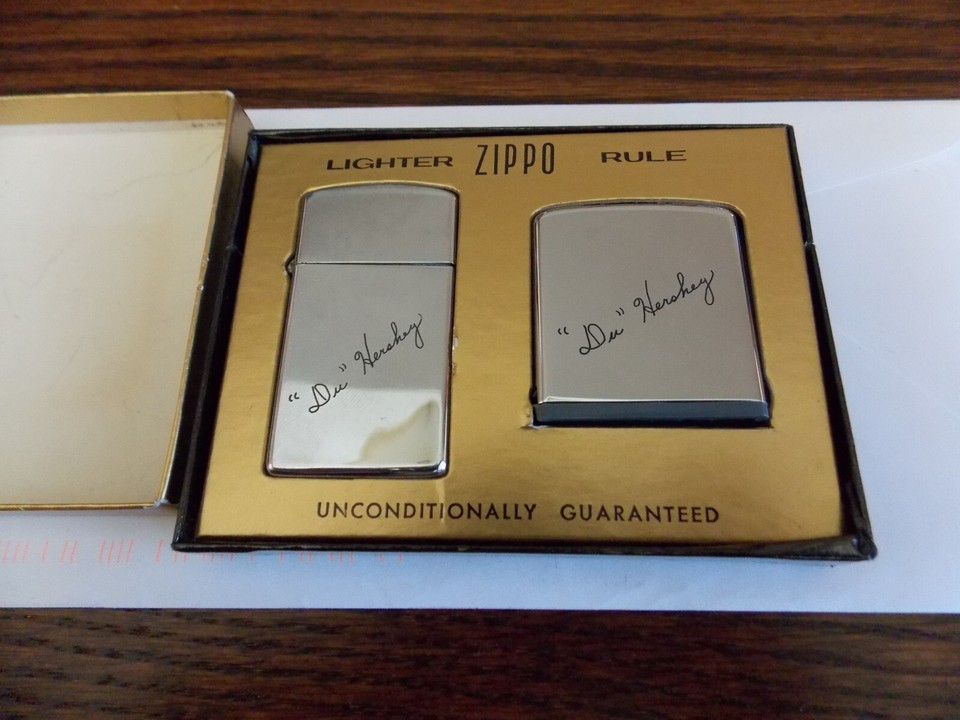 LIGHTER ZIPPO RULE
"Du" Hershey
"Du" Hershey
UNCONDITIONALLY GUARANTEED